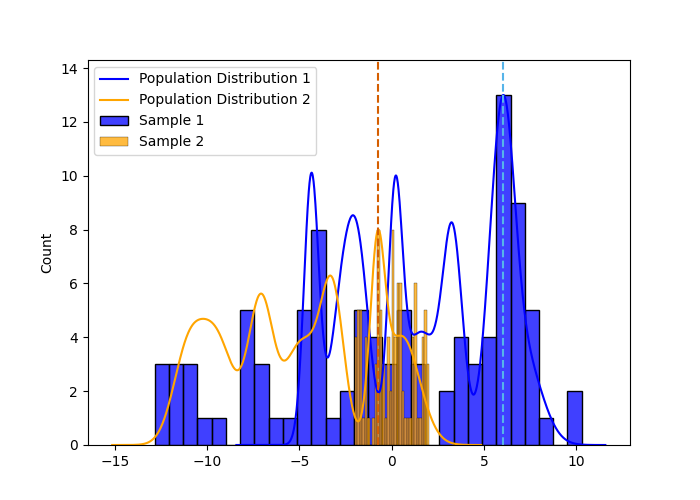 14
12
10
8
6
4
2
0
Count
Population Distribution 1
Population Distribution 2
Sample 1
Sample 2
−15
−10
−5
0
5
10